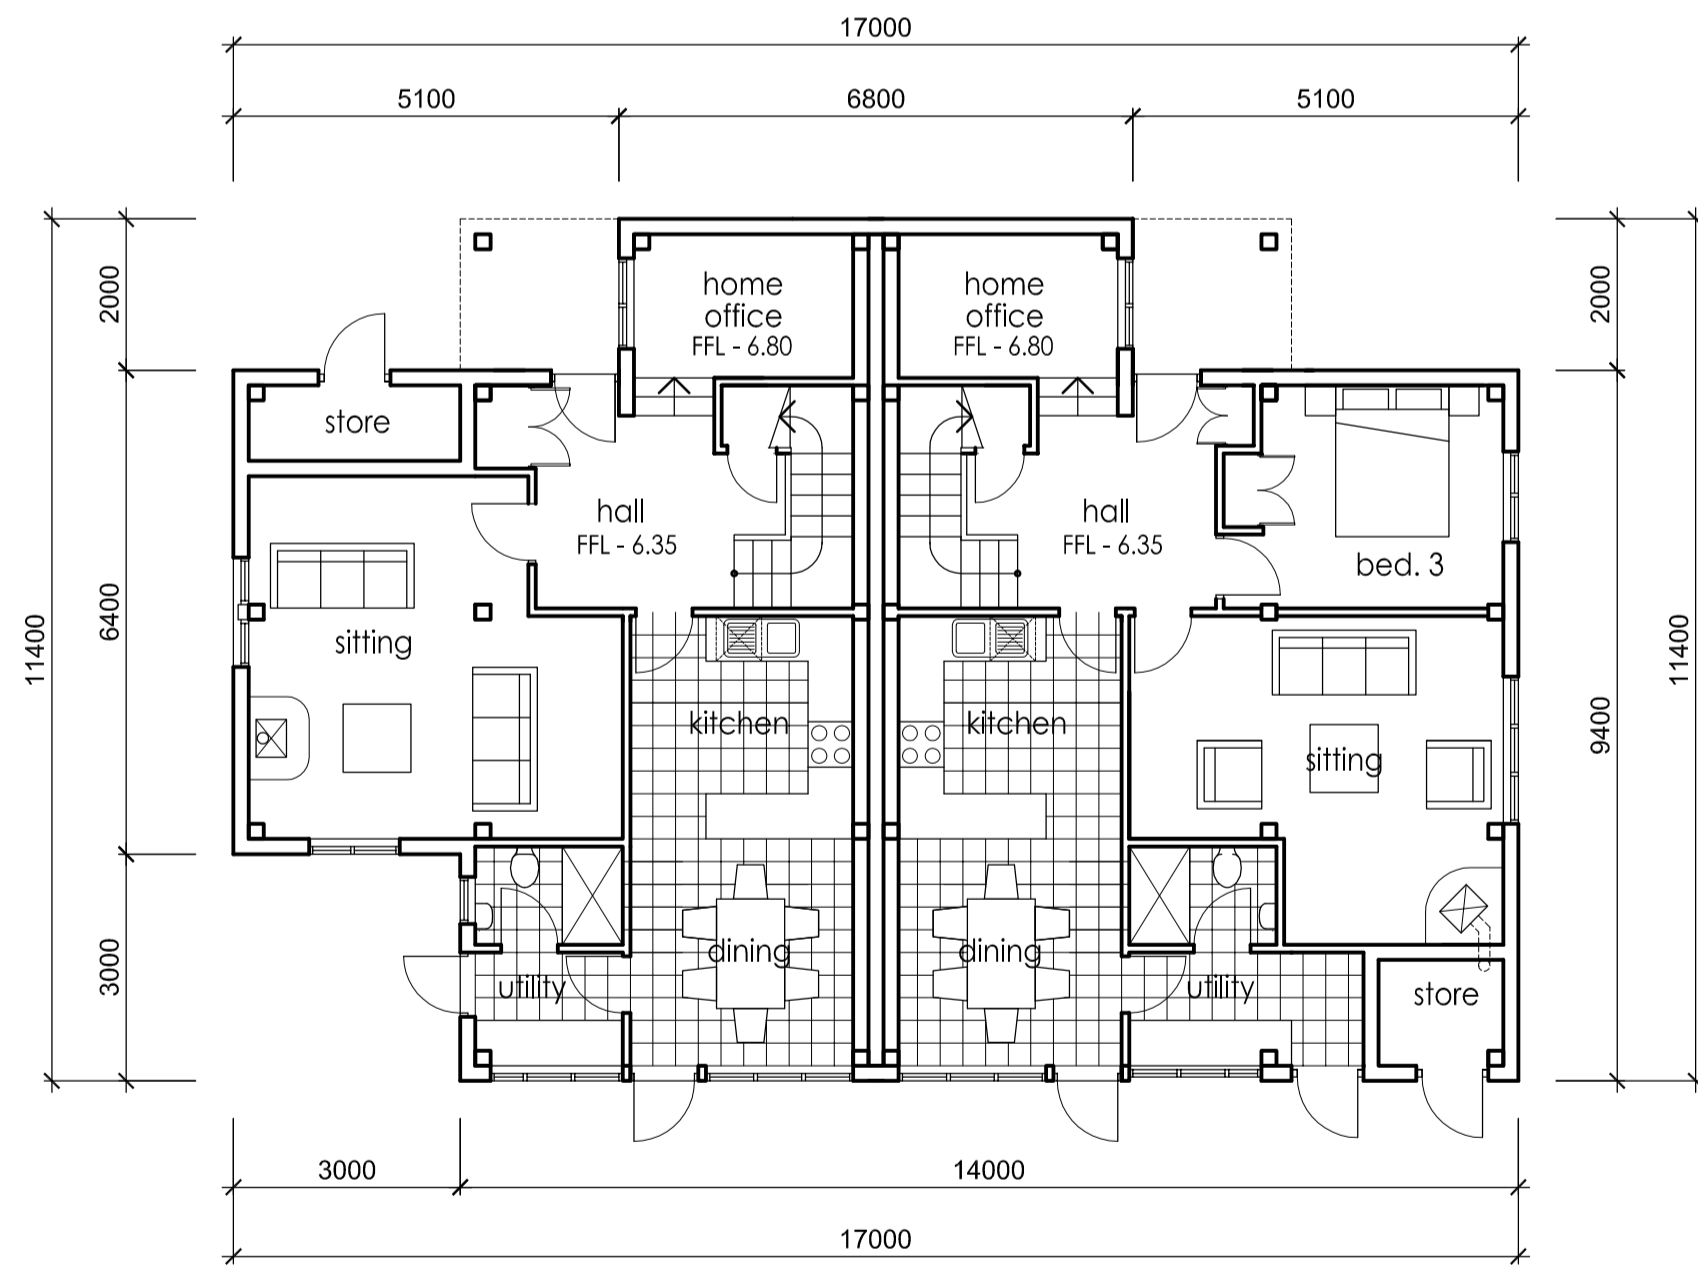 17000
5100
6800
5100
2000
6400
3000
11400
home
office
FFL - 6.80
home
office
FFL - 6.80
2000
9400
11400
store
hall
FFL - 6.35
hall
FFL - 6.35
bed. 3
sitting
kitchen
kitchen
sitting
dining
dining
utility
utility
store
3000
14000
17000